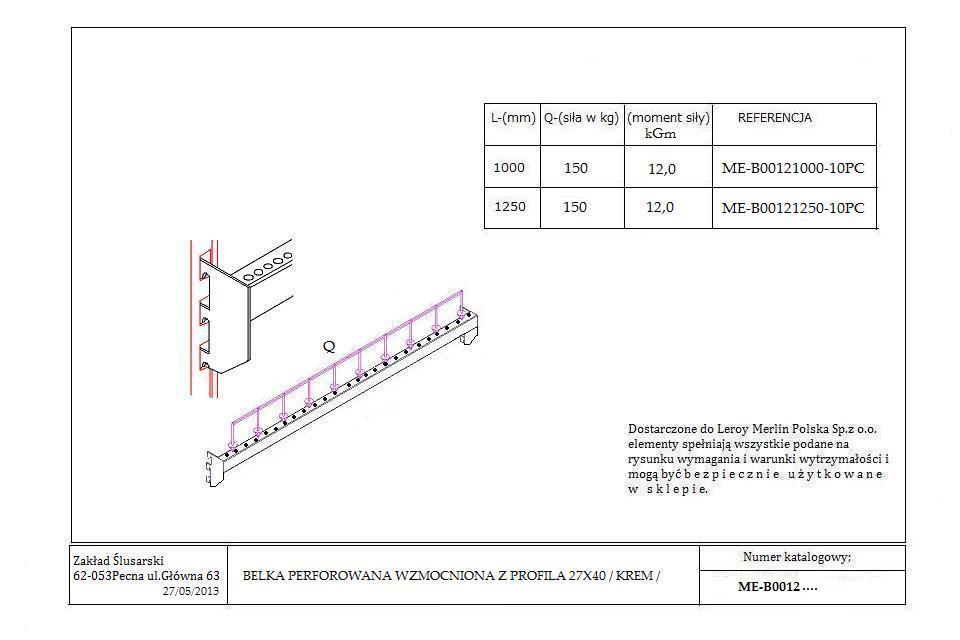 L-(mm) Q-(siła w kg) (moment siły) kGm REFERENCJA
1000 150 12,0 ME-B00121000-10PC
1250 150 12,0 ME-B00121250-10PC
Q
Dostarczone do Leroy Merlin Polska Sp.z o.o.
elementy spełniają wszystkie podane na
rysunku wymagania i warunki wytrzymałości i
mogą być b e z p i e c z n i e u ż y t k o w a n e
w s k l e p i e.
Zakład Ślusarski
62-053Pecna ul.Główna 63
27/05/2013
BELKA PERFOROWANA WZMOCNIONA Z PROFILA 27X40 / KREM /
Numer katalogowy;
ME-B0012 ....